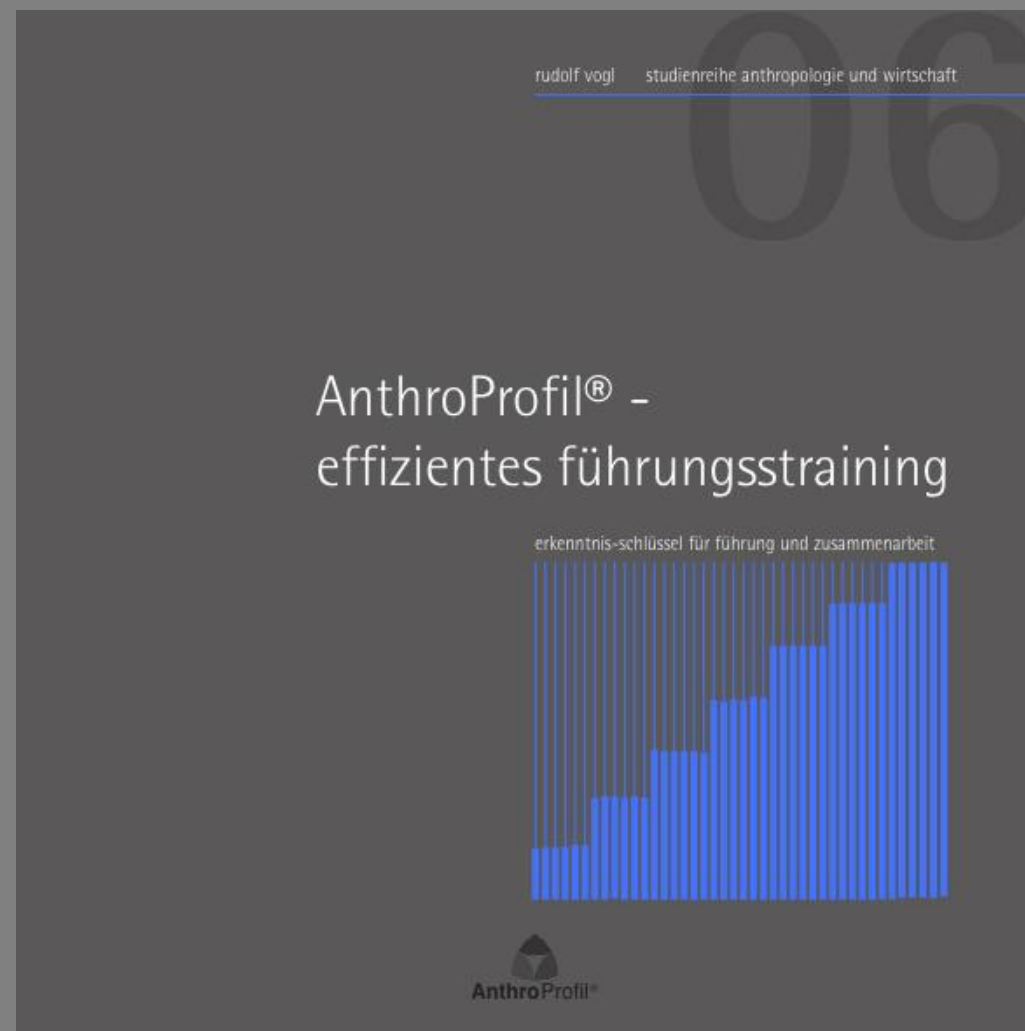 06
rudolf vogl studienreihe anthropologie und wirtschaft
AnthroProfil® -
effizientes führungsstraining
erkenntnis-schlüssel für führung und zusammenarbeit
AnthroProfil®